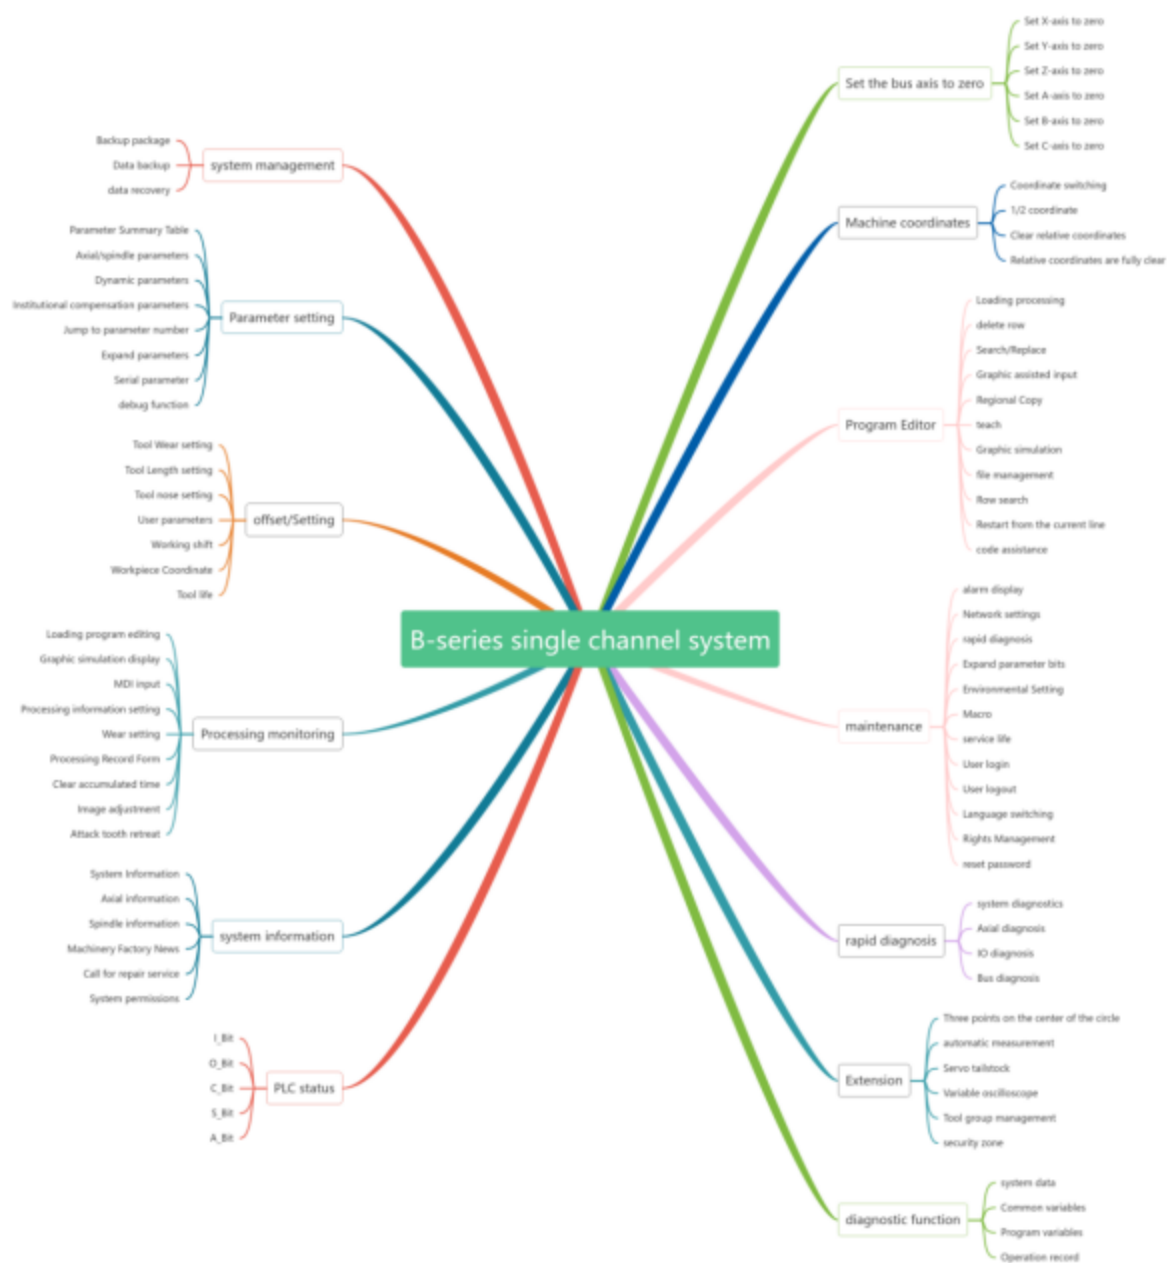 B-series single channel system
Set the bus axis to zero
Set X-axis to zero
Set Y-axis to zero
Set Z-axis to zero
Set A-axis to zero
Set B-axis to zero
Set C-axis to zero
Machine coordinates
Coordinate switching
1/2 coordinate
Clear relative coordinates
Relative coordinates are fully clear
Program Editor
Loading processing
delete row
Search/Replace
Graphic assisted input
Regional Copy
teach
Graphic simulation
file management
Row search
Restart from the current line
code assistance
maintenance
alarm display
Network settings
rapid diagnosis
Expand parameter bits
Environmental Setting
Macro
service life
User login
User logout
Language switching
Rights Management
reset password
rapid diagnosis
system diagnostics
Axial diagnosis
IO diagnosis
Bus diagnosis
Extension
Three points on the center of the circle
automatic measurement
Servo tailstock
Variable oscilloscope
Tool group management
security zone
diagnostic function
system data
Common variables
Program variables
Operation record
system management
Backup package
Data backup
data recovery
Parameter setting
Parameter Summary Table
Axial/spindle parameters
Dynamic parameters
Institutional compensation parameters
Jump to parameter number
Expand parameters
Serial parameter
debug function
offset/Setting
Tool Wear setting
Tool Length setting
Tool nose setting
User parameters
Working shift
Workpiece Coordinate
Tool life
Processing monitoring
Loading program editing
Graphic simulation display
MDI input
Processing information setting
Wear setting
Processing Record Form
Clear accumulated time
Image adjustment
Attack tooth retreat
system information
System Information
Axial information
Spindle information
Machinery Factory News
Call for repair service
System permissions
PLC status
I_Bit
O_Bit
C_Bit
S_Bit
A_Bit